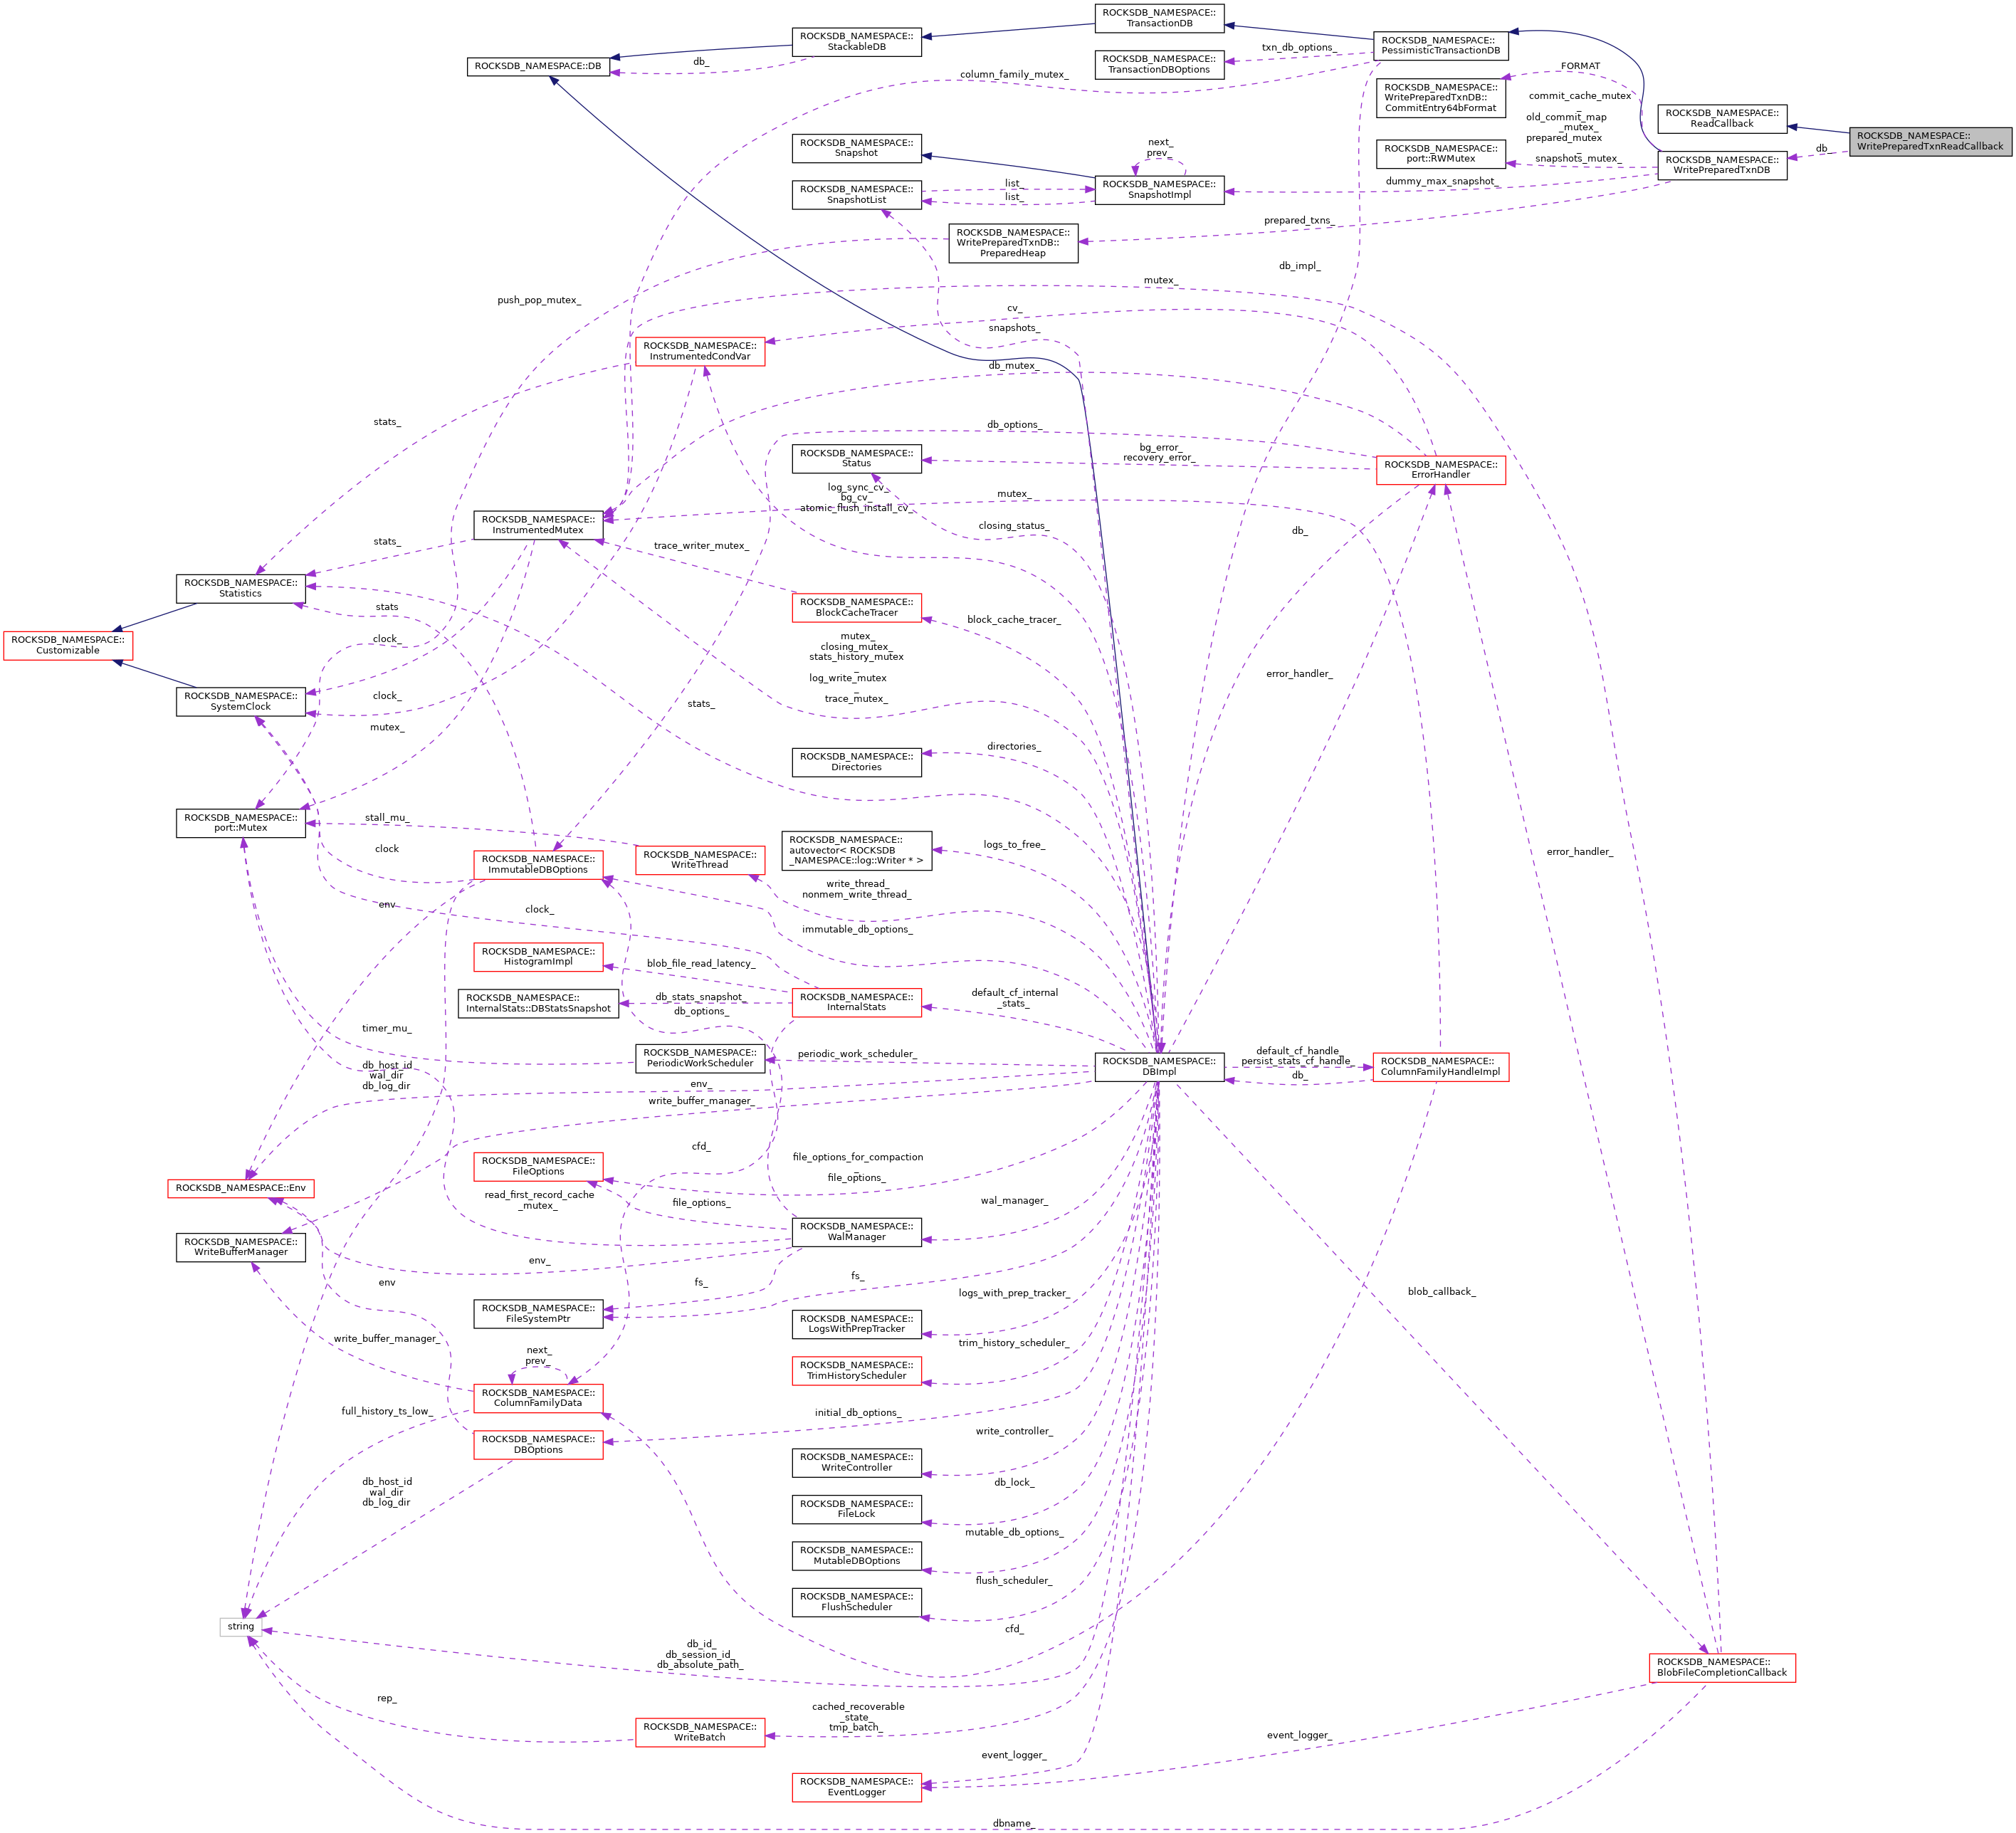 ROCKSDB_NAMESPACE::
TransactionDB
ROCKSDB_NAMESPACE::
StackableDB
ROCKSDB_NAMESPACE::
PessimisticTransactionDB
txn_db_options_
ROCKSDB_NAMESPACE::
TransactionDBOptions
ROCKSDB_NAMESPACE::DB
db_
column_family_mutex_
FORMAT
ROCKSDB_NAMESPACE::
WritePreparedTxnDB::
CommitEntry64bFormat
commit_cache_mutex
_
old_commit_map
_mutex_
prepared_mutex
_
snapshots_mutex_
ROCKSDB_NAMESPACE::
ReadCallback
ROCKSDB_NAMESPACE::
WritePreparedTxnReadCallback
db_
ROCKSDB_NAMESPACE::
Snapshot
next_
prev_
ROCKSDB_NAMESPACE::
port::RWMutex
ROCKSDB_NAMESPACE::
WritePreparedTxnDB
ROCKSDB_NAMESPACE::
SnapshotList
list_
list_
ROCKSDB_NAMESPACE::
SnapshotImpl
dummy_max_snapshot_
prepared_txns_
ROCKSDB_NAMESPACE::
WritePreparedTxnDB::
PreparedHeap
db_impl_
mutex_
push_pop_mutex_
cv_
snapshots_
ROCKSDB_NAMESPACE::
InstrumentedCondVar
db_mutex_
stats_
db_options_
ROCKSDB_NAMESPACE::
Status
bg_error_
recovery_error_
ROCKSDB_NAMESPACE::
ErrorHandler
log_sync_cv_
bg_cv_
atomic_flush_install_cv_
mutex_
ROCKSDB_NAMESPACE::
InstrumentedMutex
closing_status_
db_
stats_
trace_writer_mutex_
ROCKSDB_NAMESPACE::
Statistics
stats
ROCKSDB_NAMESPACE::
BlockCacheTracer
block_cache_tracer_
ROCKSDB_NAMESPACE::
Customizable
clock_
mutex_
closing_mutex_
stats_history_mutex
_
log_write_mutex
_
trace_mutex_
error_handler_
ROCKSDB_NAMESPACE::
SystemClock
clock_
stats_
mutex_
ROCKSDB_NAMESPACE::
Directories
directories_
ROCKSDB_NAMESPACE::
port::Mutex
stall_mu_
clock
ROCKSDB_NAMESPACE::
ImmutableDBOptions
ROCKSDB_NAMESPACE::
WriteThread
ROCKSDB_NAMESPACE::
autovector< ROCKSDB
_NAMESPACE::log::Writer * >
logs_to_free_
error_handler_
write_thread_
nonmem_write_thread_
env
clock_
immutable_db_options_
ROCKSDB_NAMESPACE::
HistogramImpl
blob_file_read_latency_
ROCKSDB_NAMESPACE::
InternalStats::DBStatsSnapshot
db_stats_snapshot_
db_options_
ROCKSDB_NAMESPACE::
InternalStats
default_cf_internal
_stats_
timer_mu_
ROCKSDB_NAMESPACE::
PeriodicWorkScheduler
periodic_work_scheduler_
ROCKSDB_NAMESPACE::
DBImpl
default_cf_handle_
persist_stats_cf_handle_
db_
ROCKSDB_NAMESPACE::
ColumnFamilyHandleImpl
db_host_id
wal_dir
db_log_dir
env_
write_buffer_manager_
cfd_
ROCKSDB_NAMESPACE::
FileOptions
file_options_for_compaction
_
file_options_
ROCKSDB_NAMESPACE::Env
read_first_record_cache
_mutex_
file_options_
wal_manager_
ROCKSDB_NAMESPACE::
WalManager
ROCKSDB_NAMESPACE::
WriteBufferManager
env_
env
fs_
fs_
ROCKSDB_NAMESPACE::
FileSystemPtr
logs_with_prep_tracker_
blob_callback_
ROCKSDB_NAMESPACE::
LogsWithPrepTracker
write_buffer_manager_
trim_history_scheduler_
next_
prev_
ROCKSDB_NAMESPACE::
TrimHistoryScheduler
ROCKSDB_NAMESPACE::
ColumnFamilyData
full_history_ts_low_
initial_db_options_
ROCKSDB_NAMESPACE::
DBOptions
write_controller_
ROCKSDB_NAMESPACE::
WriteController
db_host_id
wal_dir
db_log_dir
db_lock_
ROCKSDB_NAMESPACE::
FileLock
mutable_db_options_
ROCKSDB_NAMESPACE::
MutableDBOptions
flush_scheduler_
ROCKSDB_NAMESPACE::
FlushScheduler
string
cfd_
db_id_
db_session_id_
db_absolute_path_
ROCKSDB_NAMESPACE::
BlobFileCompletionCallback
rep_
ROCKSDB_NAMESPACE::
WriteBatch
cached_recoverable
_state_
tmp_batch_
event_logger_
event_logger_
ROCKSDB_NAMESPACE::
EventLogger
dbname_